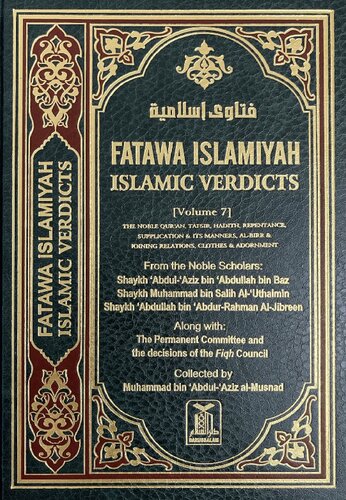 فتاوى إسلامية
FATAWA ISLAMIYAH
ISLAMIC VERDICTS
[Volume 7]
THE NOBLE QUR'AN, TAFSIR, HADITH, REPENTANCE,
SUPPLICATION & ITS MANNERS, AL-BIRR &
JOINING RELATIONS, CLOTHES & ADORNMENT
From the Noble Scholars:
Shaykh 'Abdul-'Aziz bin 'Abdullah bin Baz
Shaykh Muhammad bin Salih Al-'Uthaimin
Shaykh 'Abdullah bin 'Abdur-Rahman Al-Jibreen
Along with:
The Permanent Committee and
the decisions of the Fiqh Council
Collected by
Muhammad bin 'Abdul-'Aziz al-Musnad
DARUSSALAM
FATAWA ISLAMIYAH
ISLAMIC VERDICTS